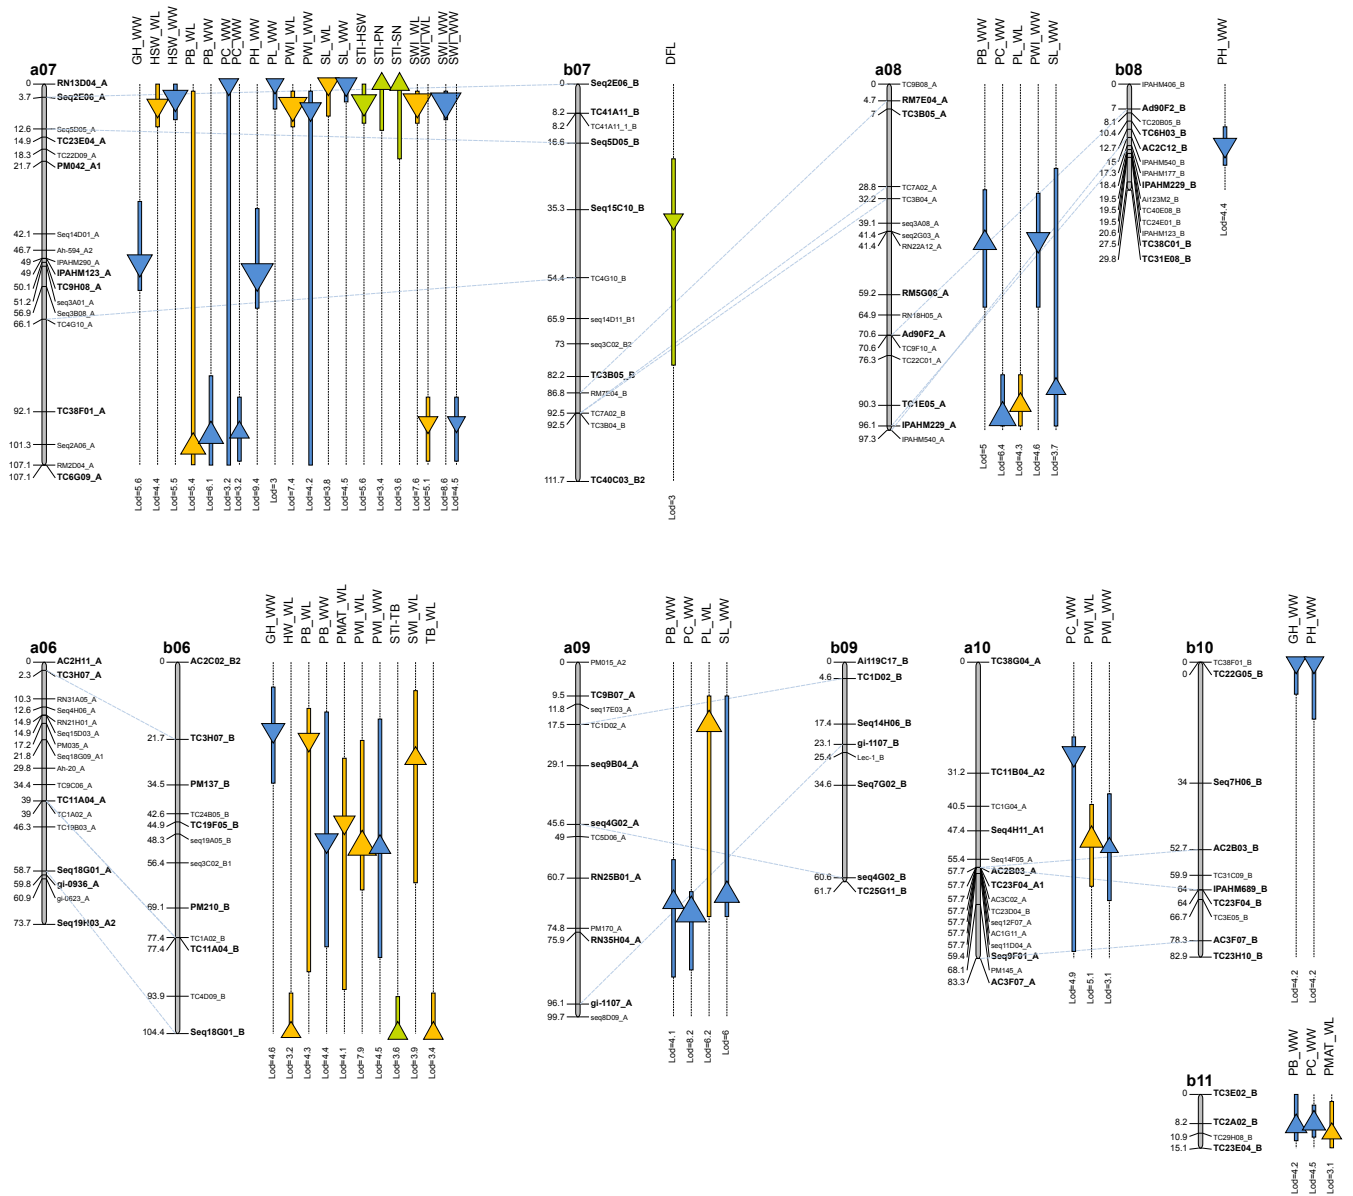 GH_WW HSW_WL HSW_WW PB_WL PB_WW PC_WW PC_WW PH_WW PL_WW PWI_WL PWI_WW SL_WL SL_WW STI-HSW STI-PN STI-SN SWI_WL SWI_WL SWI_WW SWI_WW
a07
0 RN13D04_A
3.7 Seq2E06_A
12.6 Seq5D05_A
14.9 TC23E04_A
18.3 TC22D09_A
21.7 PM042_A1
42.1 Seq14D01_A
46.7 Ah-594_A2
49 IPAHM290_A
49 IPAHM123_A
50.1 TC9H08_A
51.2 seq3A01_A
56.9 Seq3B08_A
66.1 TC4G10_A
92.1 TC38F01_A
101.3 Seq2A06_A
107.1 RM2D04_A
107.1 TC6G09_A
Lod=5.6 Lod=4.4 Lod=5.5 Lod=5.4 Lod=6.1 Lod=3.2 Lod=3.2 Lod=9.4 Lod=3 Lod=7.4 Lod=4.2 Lod=3.8 Lod=4.5 Lod=5.6 Lod=3.4 Lod=3.6 Lod=7.6 Lod=5.1 Lod=8.6 Lod=4.5
DFL
b07
0 Seq2E06_B
8.2 TC41A11_B
8.2 TC41A11_1_B
16.6 Seq5D05_B
35.3 Seq15C10_B
54.4 TC4G10_B
65.9 seq14D11_B1
73 seq3C02_B2
82.2 TC3B05_B
86.8 RM7E04_B
92.5 TC7A02_B
92.5 TC3B04_B
111.7 TC40C03_B2
Lod=3
PB_WW PC_WW PL_WL PWI_WW SL_WW
a08
0 TC9B08_A
4.7 RM7E04_A
7 TC3B05_A
28.8 TC7A02_A
32.2 TC3B04_A
39.1 seq3A08_A
41.4 seq2G03_A
41.4 RN22A12_A
59.2 RM5G06_A
64.9 RN18H05_A
70.6 Ad90F2_A
70.6 TC9F10_A
76.3 TC22C01_A
90.3 TC1E05_A
96.1 IPAHM229_A
97.3 IPAHM540_A
Lod=5 Lod=6.4 Lod=4.3 Lod=4.6 Lod=3.7
PH_WW
b08
0 IPAHM406_B
7 Ad90F2_B
8.1 TC20B05_B
10.4 TC6H03_B
12.7 AC2C12_B
15 IPAHM540_B
17.3 IPAHM177_B
18.4 IPAHM229_B
19.5 Ai123M2_B
19.5 TC40E08_B
19.5 TC24E01_B
20.6 IPAHM123_B
27.5 TC38C01_B
29.8 TC31E08_B
Lod=4.4
a06
0 AC2H11_A
2.3 TC3H07_A
10.3 RN31A05_A
12.6 Seq4H06_A
14.9 RN21H01_A
14.9 Seq15D03_A
17.2 PM035_A
21.8 Seq18G09_A1
29.8 Ah-20_A
34.4 TC9C06_A
39 TC11A04_A
39 TC1A02_A
46.3 TC19B03_A
58.7 Seq18G01_A
59.8 gi-0936_A
60.9 gi-0623_A
73.7 Seq19H03_A2
GH_WW HW_WL PB_WL PB_WW PMAT_WL PWI_WL PWI_WW STI-TB SWI_WL TB_WL
b06
0 AC2C02_B2
21.7 TC3H07_B
34.5 PM137_B
42.6 TC24B05_B
44.9 TC19F05_B
48.3 seq19A05_B
56.4 seq3C02_B1
69.1 PM210_B
77.4 TC1A02_B
77.4 TC11A04_B
93.9 TC4D09_B
104.4 Seq18G01_B
Lod=4.6 Lod=3.2 Lod=4.3 Lod=4.4 Lod=4.1 Lod=7.9 Lod=4.5 Lod=3.6 Lod=3.9 Lod=3.4
PB_WW PC_WW PL_WL SL_WW
a09
0 PM015_A2
9.5 TC9B07_A
11.8 seq17E03_A
17.5 TC1D02_A
29.1 seq9B04_A
45.6 seq4G02_A
49 TC5D06_A
60.7 RN25B01_A
74.8 PM170_A
75.9 RN35H04_A
96.1 gi-1107_A
99.7 seq8D09_A
Lod=4.1 Lod=8.2 Lod=6.2 Lod=6
b09
0 Ai119C17_B
4.6 TC1D02_B
17.4 Seq14H06_B
23.1 gi-1107_B
25.4 Lec-1_B
34.6 Seq7G02_B
60.6 seq4G02_B
61.7 TC25G11_B
PC_WW PWI_WL PWI_WW
a10
0 TC38G04_A
31.2 TC11B04_A2
40.5 TC1G04_A
47.4 Seq4H11_A1
55.4 Seq14F05_A
57.7 AC2B03_A
57.7 TC23F04_A1
57.7 AC3C02_A
57.7 TC23D04_A
57.7 seq12F07_A
57.7 AC1G11_A
57.7 seq11D04_A
59.4 Seq9F01_A
68.1 PM145_A
83.3 AC3F07_A
Lod=4.9 Lod=5.1 Lod=3.1
GH_WW PH_WW
b10
0 TC38F01_B
0 TC22G05_B
34 Seq7H06_B
52.7 AC2B03_B
59.9 TC31C09_B
64 IPAHM689_B
64 TC23F04_B
66.7 TC3E05_B
78.3 AC3F07_B
82.9 TC23H10_B
Lod=4.2 Lod=4.2
PB_WW PC_WW PMAT_WL
b11
0 TC3E02_B
8.2 TC2A02_B
10.9 TC29H08_B
15.1 TC23E04_B
Lod=4.2 Lod=4.5 Lod=3.1